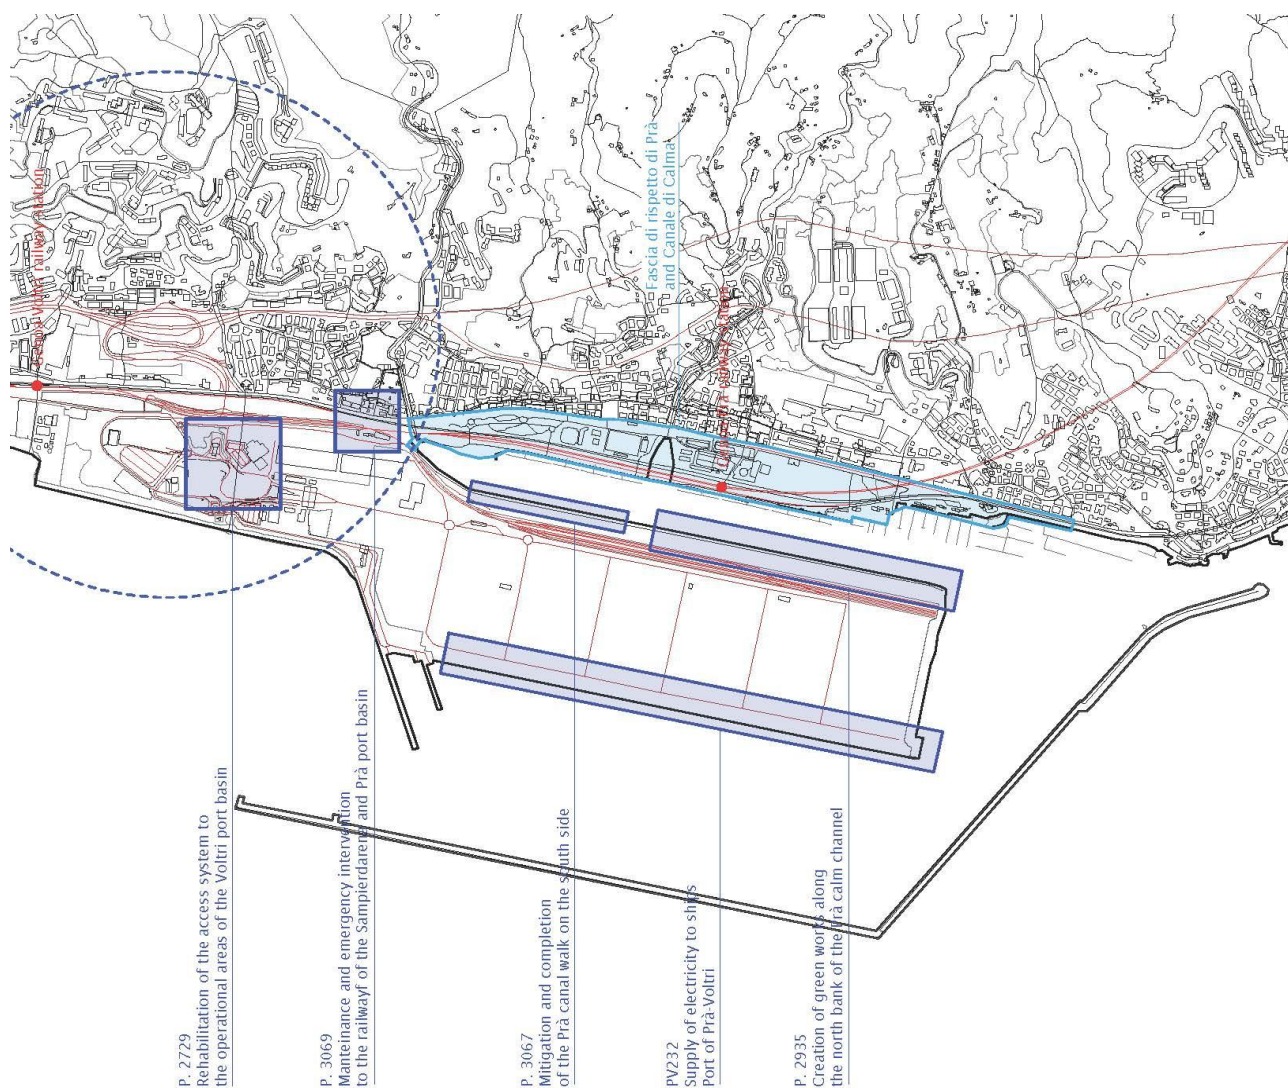 Voltri railway station
Fascia di rispetto di Prà
and Canale di Calma
Prà railway station
P. 2729
Rehabilitation of the access system to
the operational areas of the Voltri port basin
P. 3069
Manteinance and emergency intervention
to the railwayf of the Sampierdarena and Prà port basin
P. 3067
Mitigation and completion
of the Prà canal walk on the south side
PV232
Supply of electricity to ships
Port of Prà-Voltri
P. 2935
Creation of green works along
the north bank of the Prà calm channel